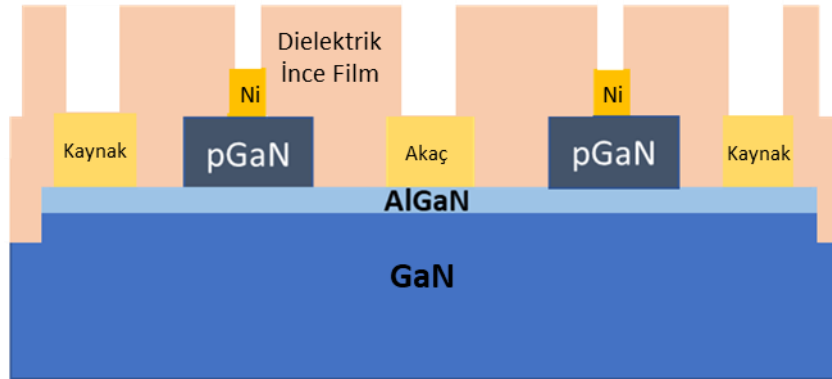 Dielektrik
İnce Film
Ni
Ni
Kaynak
pGaN
Akaç
pGaN
Kaynak
AlGaN
GaN